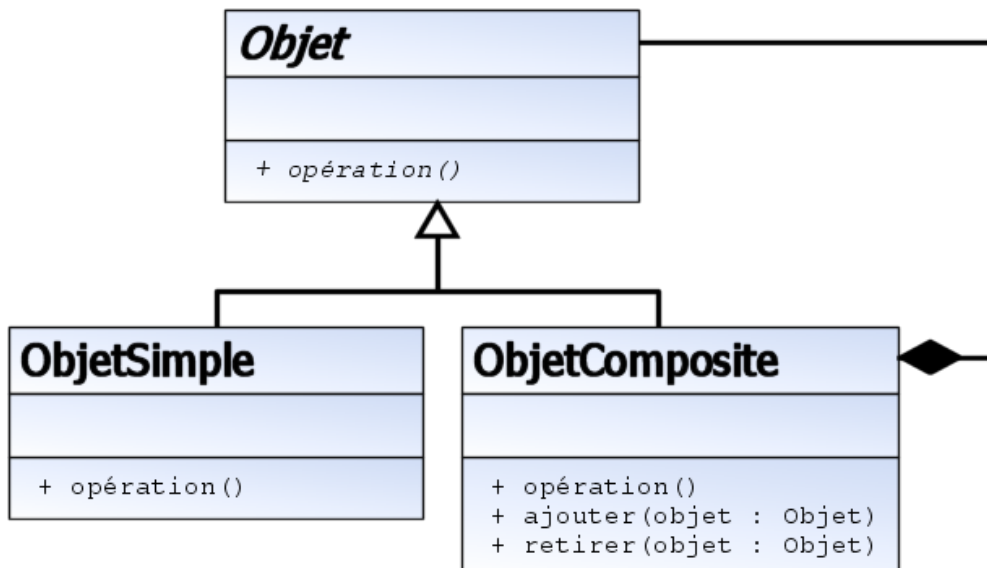 Objet
+ opération()
ObjetSimple
+ opération()
ObjetComposite
+ opération()
+ ajouter(objet : Objet)
+ retirer(objet : Objet)